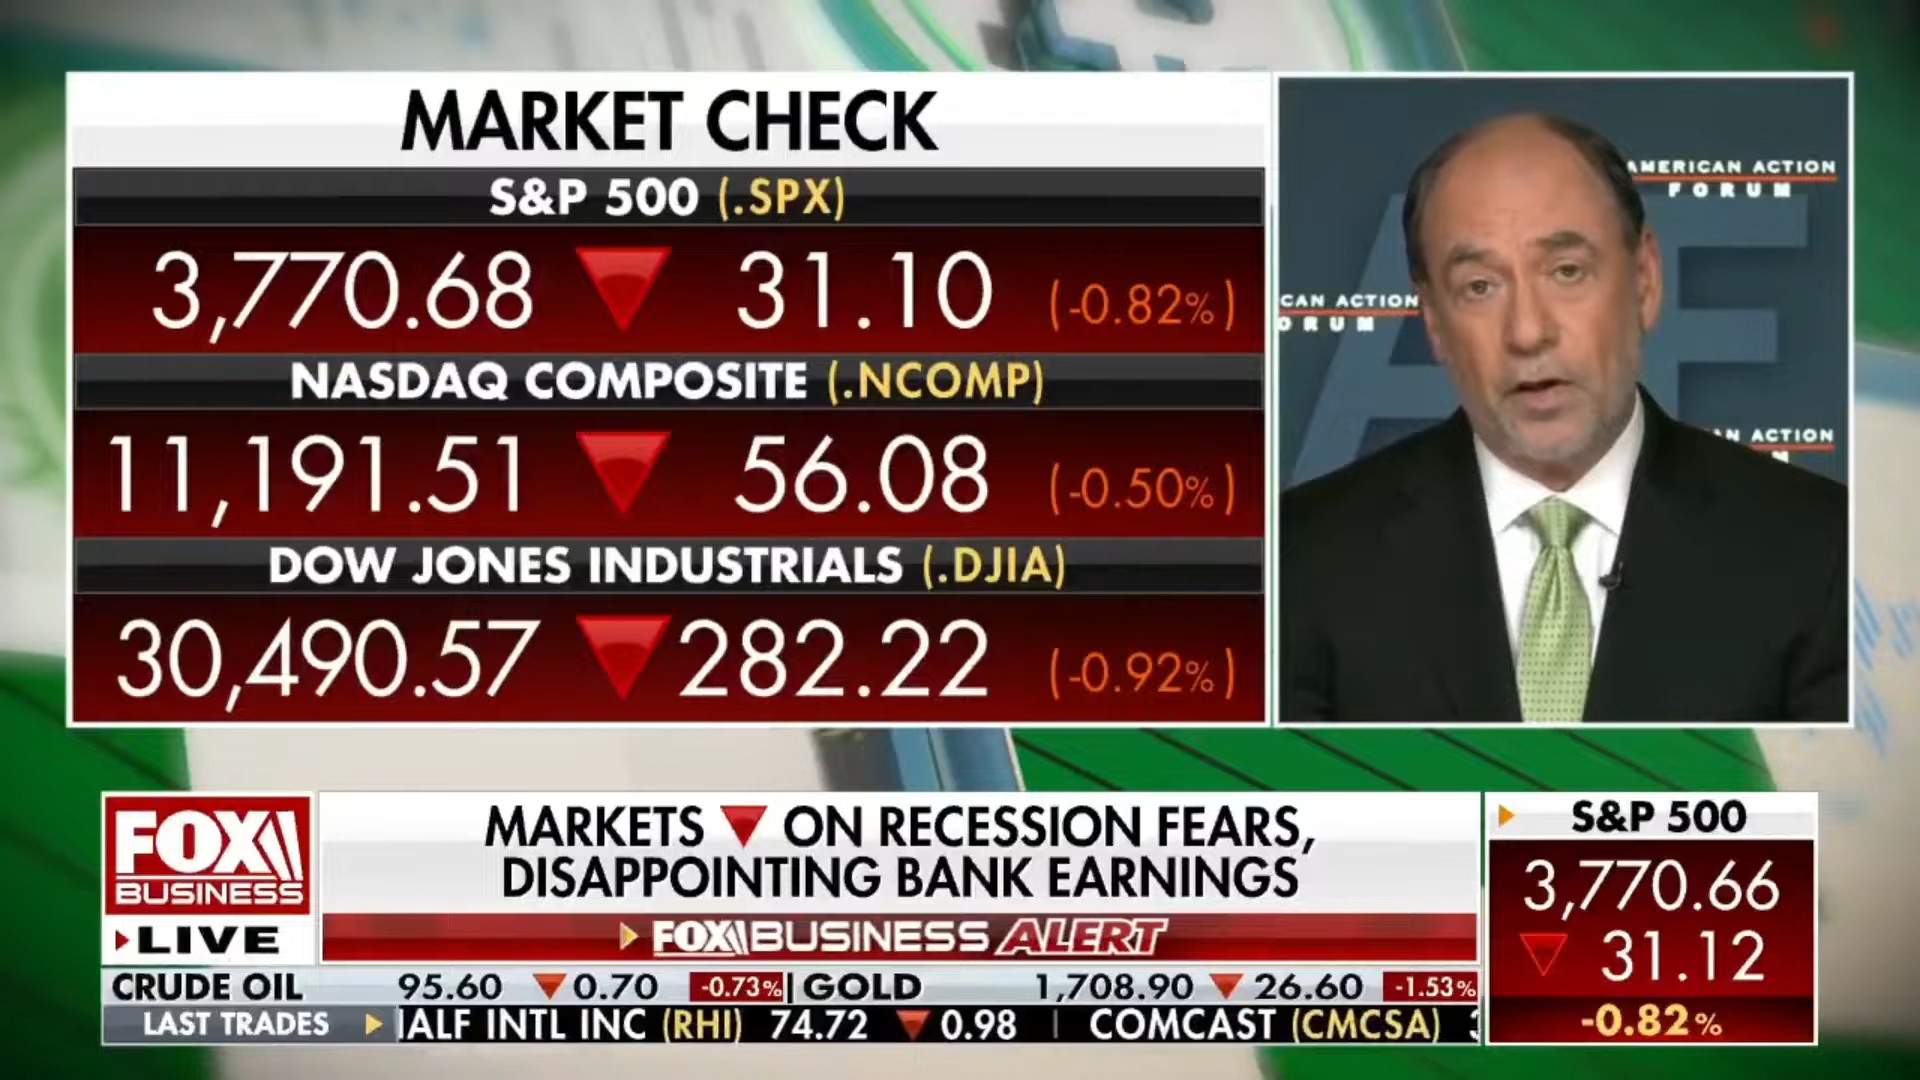 MARKET CHECK
S&P 500 (.SPX)
3,770.68 ▼ 31.10 (-0.82%)
NASDAQ COMPOSITE (.NCOMP)
11,191.51 ▼ 56.08 (-0.50%)
DOW JONES INDUSTRIALS (.DJIA)
30,490.57 ▼ 282.22 (-0.92%)
AMERICAN ACTION
FORUM
CAN ACTION
ORUM
AN ACTION
M
FOX
BUSINESS
LIVE
MARKETS ▼ ON RECESSION FEARS,
DISAPPOINTING BANK EARNINGS
FOX BUSINESS ALERT
S&P 500
3,770.66
▼ 31.12
-0.82%
CRUDE OIL 95.60 ▼ 0.70 -0.73% | GOLD 1,708.90 ▼ 26.60 -1.53%
LAST TRADES ALF INTL INC (RHI) 74.72 ▼ 0.98 | COMCAST (CMCSA)